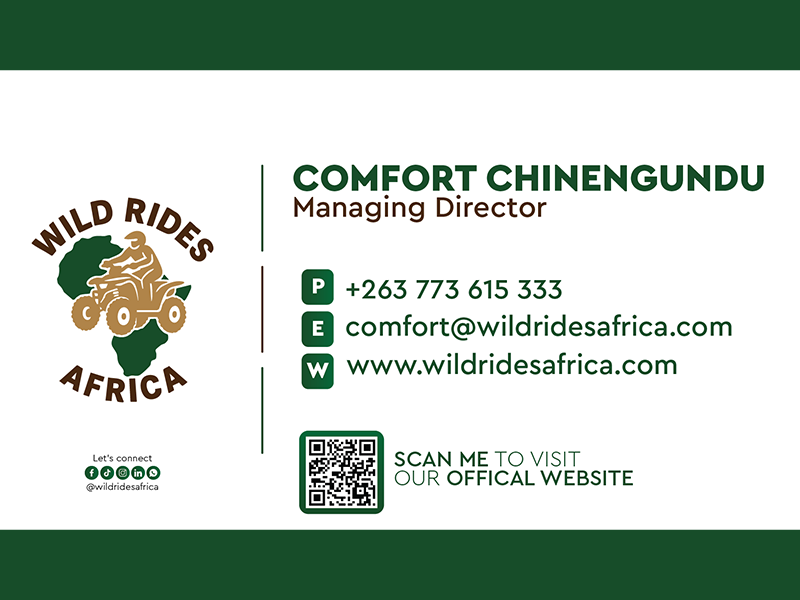 WILD RIDES
AFRICA
Let's connect
@wildridesafrica
COMFORT CHINENGUNDU
Managing Director
P +263 773 615 333
E comfort@wildridesafrica.com
W www.wildridesafrica.com
SCAN ME TO VISIT
OUR OFFICAL WEBSITE